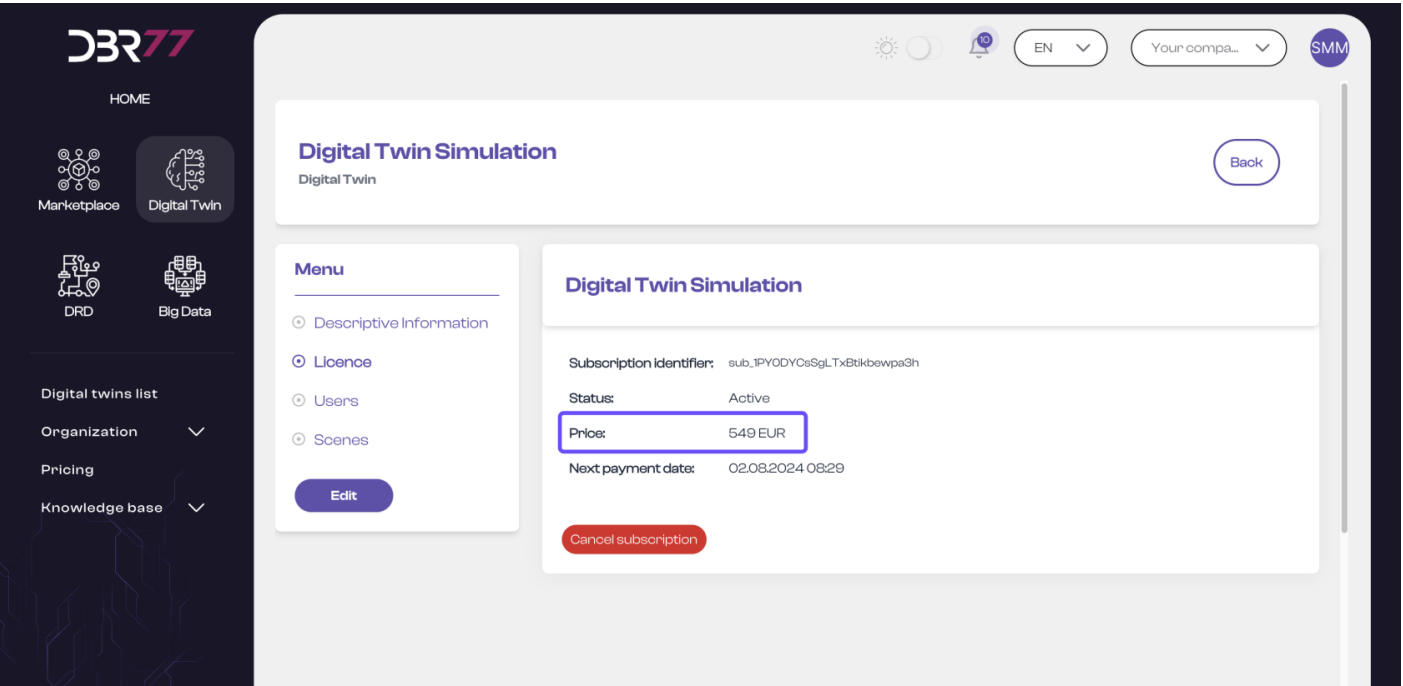 DBR77
10
EN
Your compa...
SMM
HOME
Marketplace
Digital Twin
DRD
Big Data
Digital twins list
Organization
Pricing
Knowledge base
Digital Twin Simulation
Digital Twin
Back
Menu
Descriptive Information
Licence
Users
Scenes
Edit
Digital Twin Simulation
Subscription identifier: sub_1PY0DYCsSgLTxBtikbewpa3h
Status: Active
Price: 549 EUR
Next payment date: 02.08.2024 08:29
Cancel subscription